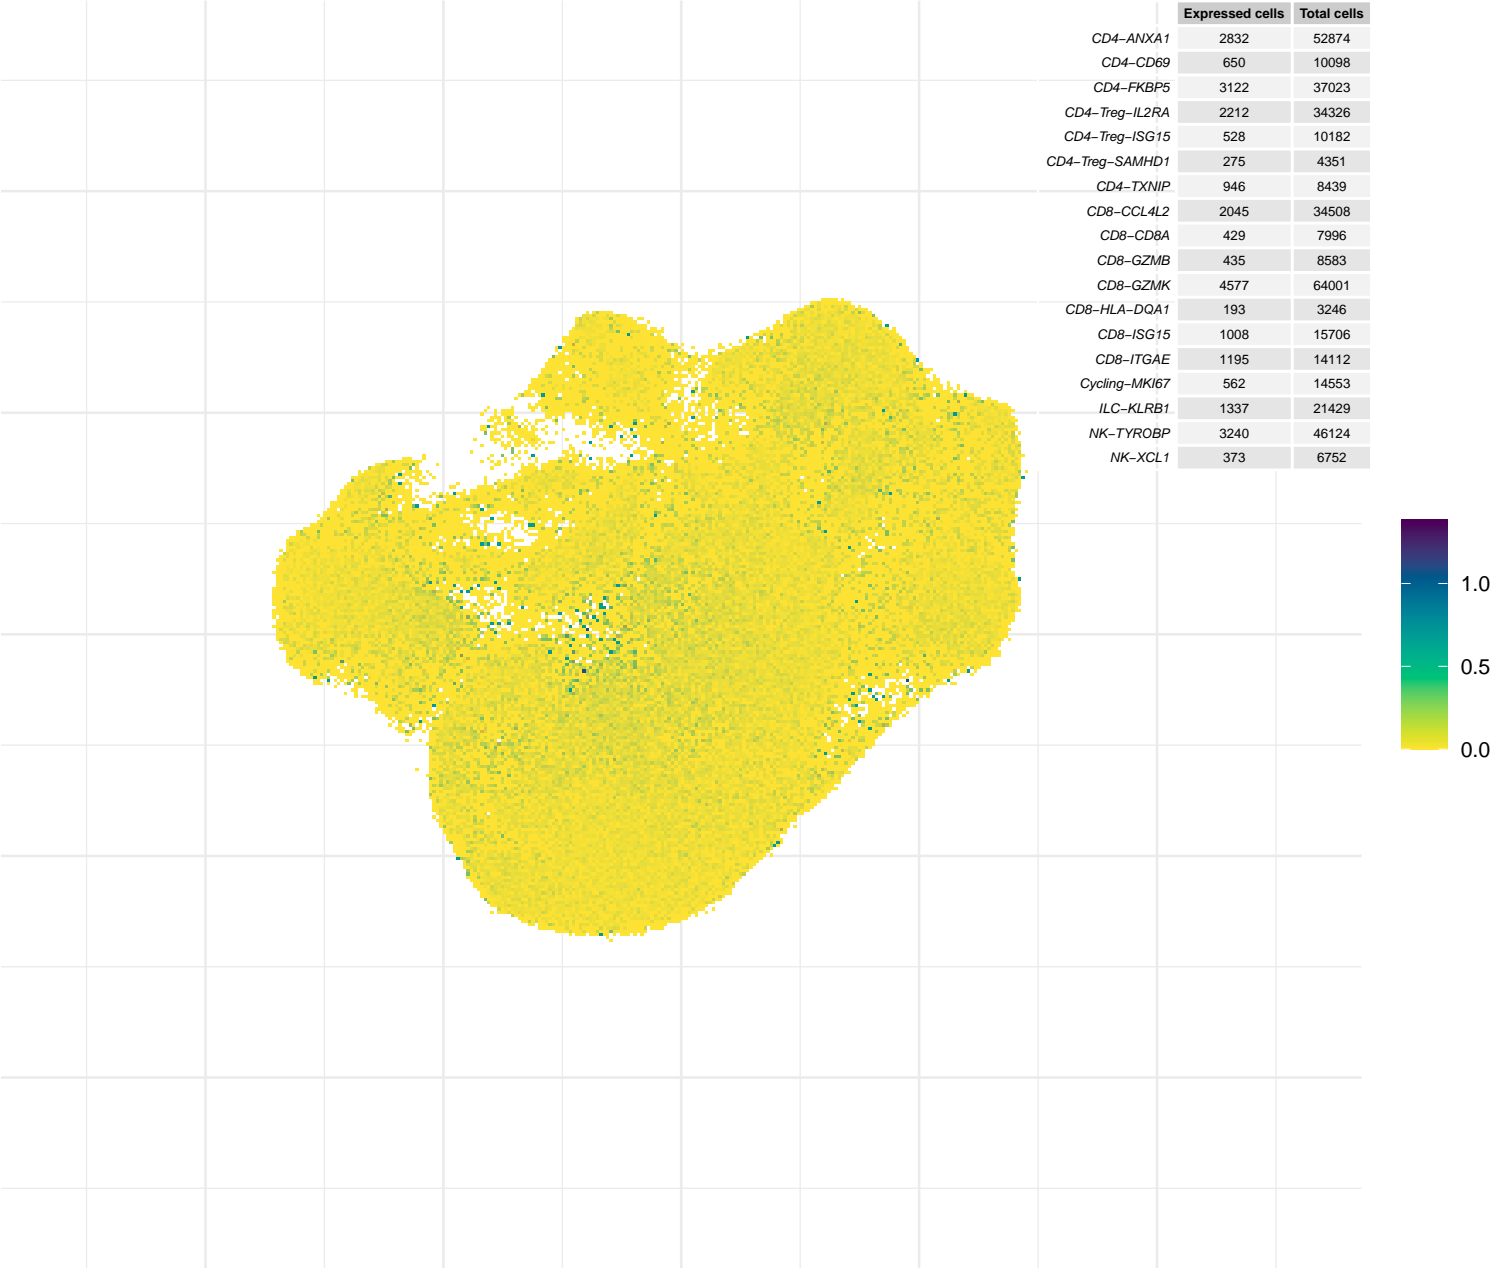 Expressed cells Total cells
CD4−ANXA1 2832 52874
CD4−CD69 650 10098
CD4−FKBP5 3122 37023
CD4−Treg−IL2RA 2212 34326
CD4−Treg−ISG15 528 10182
CD4−Treg−SAMHD1 275 4351
CD4−TXNIP 946 8439
CD8−CCL4L2 2045 34508
CD8−CD8A 429 7996
CD8−GZMB 435 8583
CD8−GZMK 4577 64001
CD8−HLA−DQA1 193 3246
CD8−ISG15 1008 15706
CD8−ITGAE 1195 14112
Cycling−MKI67 562 14553
ILC−KLRB1 1337 21429
NK−TYROBP 3240 46124
NK−XCL1 373 6752
1.0
0.5
0.0